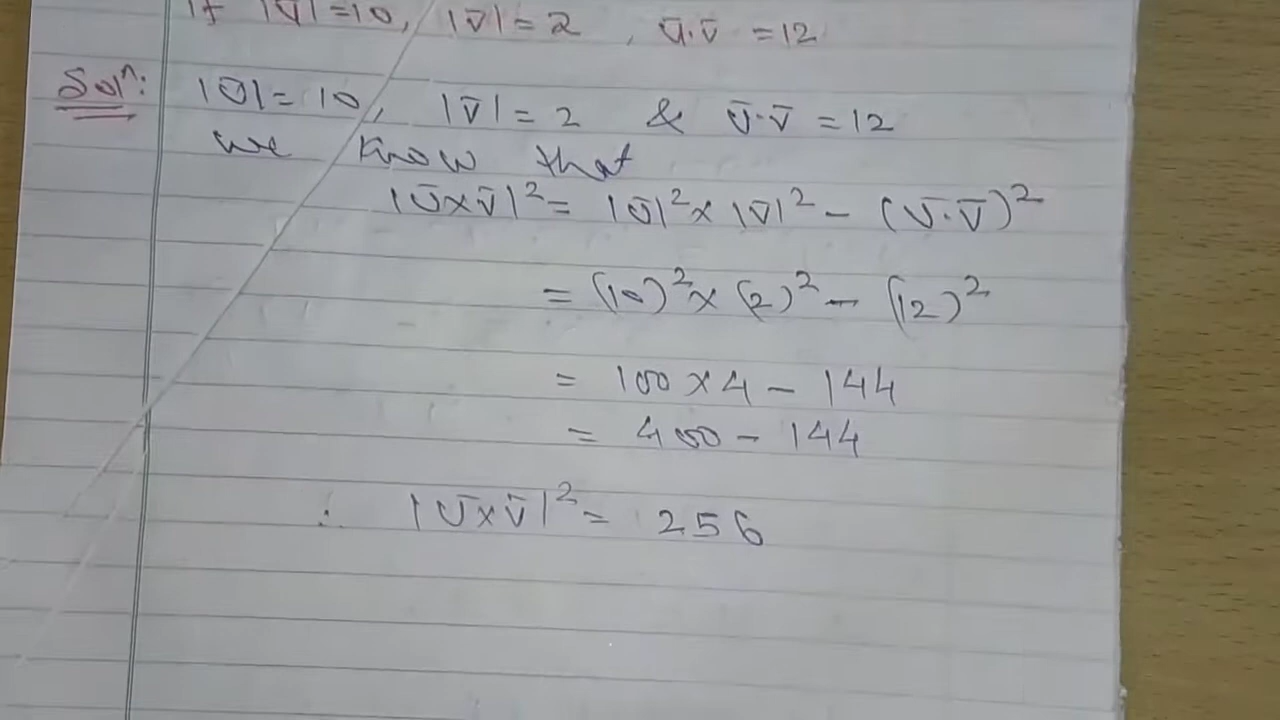 If |ū|=10, |v̄|=2 , ū.v̄ =12
Solⁿ: |ū|=10, |v̄|=2 & ū.v̄ =12
we know that
|ū×v̄|²= |ū|²×|v̄|² - (ū.v̄)²
= (10)²×(2)² - (12)²
= 100×4 - 144
= 400 - 144
∴ |ū×v̄|²= 256